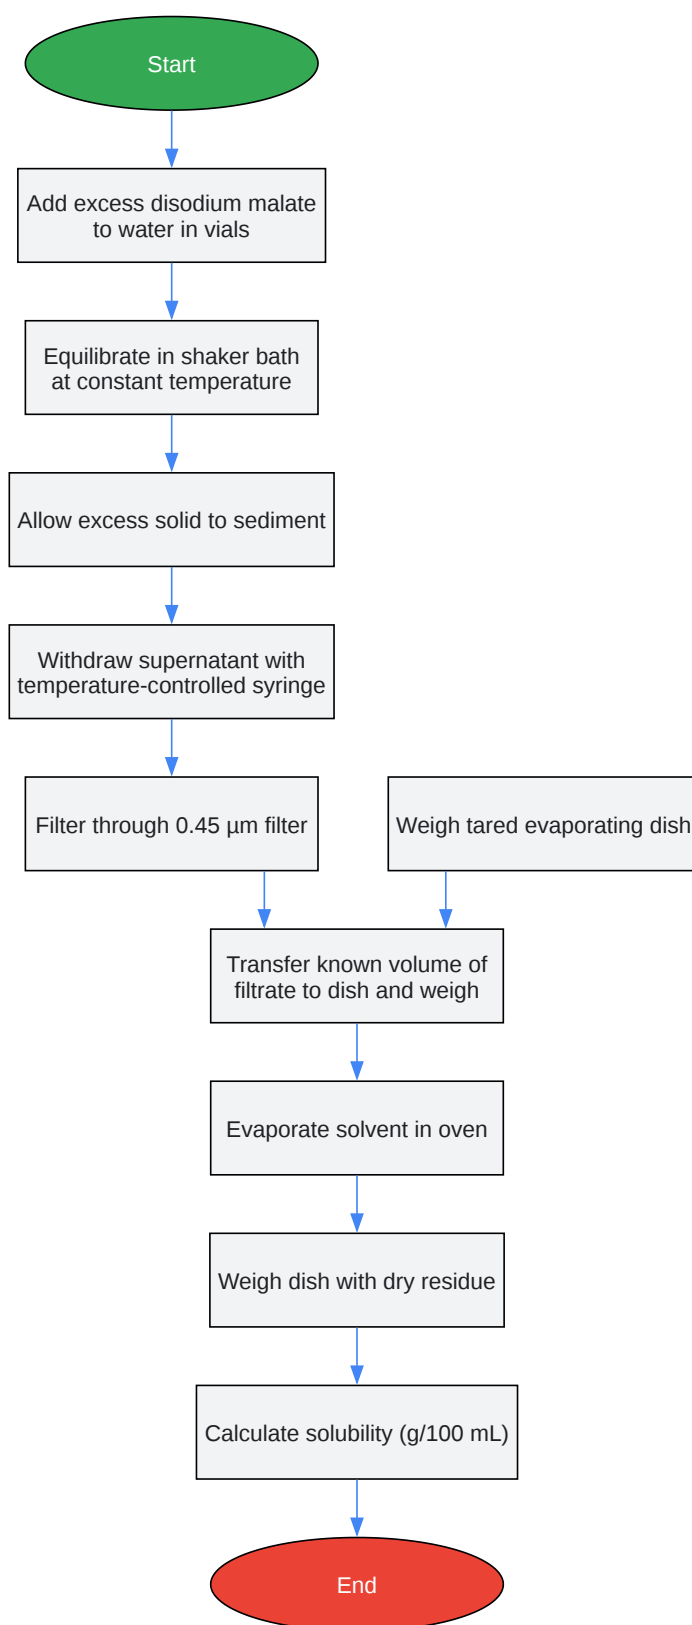 Start
Add excess disodium malate
to water in vials
Equilibrate in shaker bath
at constant temperature
Allow excess solid to sediment
Withdraw supernatant with
temperature-controlled syringe
Filter through 0.45 µm filter
Weigh tared evaporating dish
Transfer known volume of
filtrate to dish and weigh
Evaporate solvent in oven
Weigh dish with dry residue
Calculate solubility (g/100 mL)
End